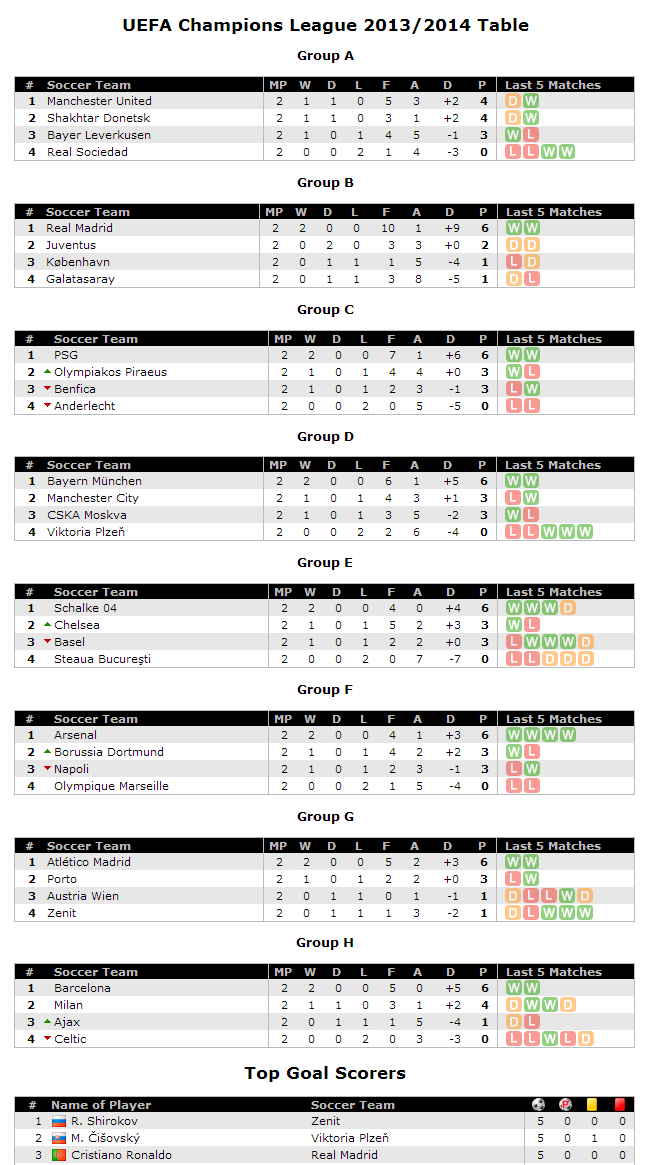 UEFA Champions League 2013/2014 Table
Group A
# Soccer Team MP W D L F A D P Last 5 Matches
1 Manchester United 2 1 1 0 5 3 +2 4 D W
2 Shakhtar Donetsk 2 1 1 0 3 1 +2 4 D W
3 Bayer Leverkusen 2 1 0 1 4 5 -1 3 W L
4 Real Sociedad 2 0 0 2 1 4 -3 0 L L W W
Group B
# Soccer Team MP W D L F A D P Last 5 Matches
1 Real Madrid 2 2 0 0 10 1 +9 6 W W
2 Juventus 2 0 2 0 3 3 +0 2 D D
3 København 2 0 1 1 1 5 -4 1 L D
4 Galatasaray 2 0 1 1 3 8 -5 1 D L
Group C
# Soccer Team MP W D L F A D P Last 5 Matches
1 PSG 2 2 0 0 7 1 +6 6 W W
2 Olympiakos Piraeus 2 1 0 1 4 4 +0 3 W L
3 Benfica 2 1 0 1 2 3 -1 3 L W
4 Anderlecht 2 0 0 2 0 5 -5 0 L L
Group D
# Soccer Team MP W D L F A D P Last 5 Matches
1 Bayern München 2 2 0 0 6 1 +5 6 W W
2 Manchester City 2 1 0 1 4 3 +1 3 L W
3 CSKA Moskva 2 1 0 1 3 5 -2 3 W L
4 Viktoria Plzeň 2 0 0 2 2 6 -4 0 L L W W W
Group E
# Soccer Team MP W D L F A D P Last 5 Matches
1 Schalke 04 2 2 0 0 4 0 +4 6 W W W D
2 Chelsea 2 1 0 1 5 2 +3 3 W L
3 Basel 2 1 0 1 2 2 +0 3 L W W W D
4 Steaua Bucureşti 2 0 0 2 0 7 -7 0 L L D D D
Group F
# Soccer Team MP W D L F A D P Last 5 Matches
1 Arsenal 2 2 0 0 4 1 +3 6 W W W W
2 Borussia Dortmund 2 1 0 1 4 2 +2 3 W L
3 Napoli 2 1 0 1 2 3 -1 3 L W
4 Olympique Marseille 2 0 0 2 1 5 -4 0 L L
Group G
# Soccer Team MP W D L F A D P Last 5 Matches
1 Atlético Madrid 2 2 0 0 5 2 +3 6 W W
2 Porto 2 1 0 1 2 2 +0 3 L W
3 Austria Wien 2 0 1 1 0 1 -1 1 D L L W D
4 Zenit 2 0 1 1 1 3 -2 1 D L W W W
Group H
# Soccer Team MP W D L F A D P Last 5 Matches
1 Barcelona 2 2 0 0 5 0 +5 6 W W
2 Milan 2 1 1 0 3 1 +2 4 D W W D
3 Ajax 2 0 1 1 1 5 -4 1 D L
4 Celtic 2 0 0 2 0 3 -3 0 L L W L D
Top Goal Scorers
# Name of Player Soccer Team P
1 R. Shirokov Zenit 5 0 0 0
2 M. Čišovský Viktoria Plzeň 5 0 1 0
3 Cristiano Ronaldo Real Madrid 5 0 0 0